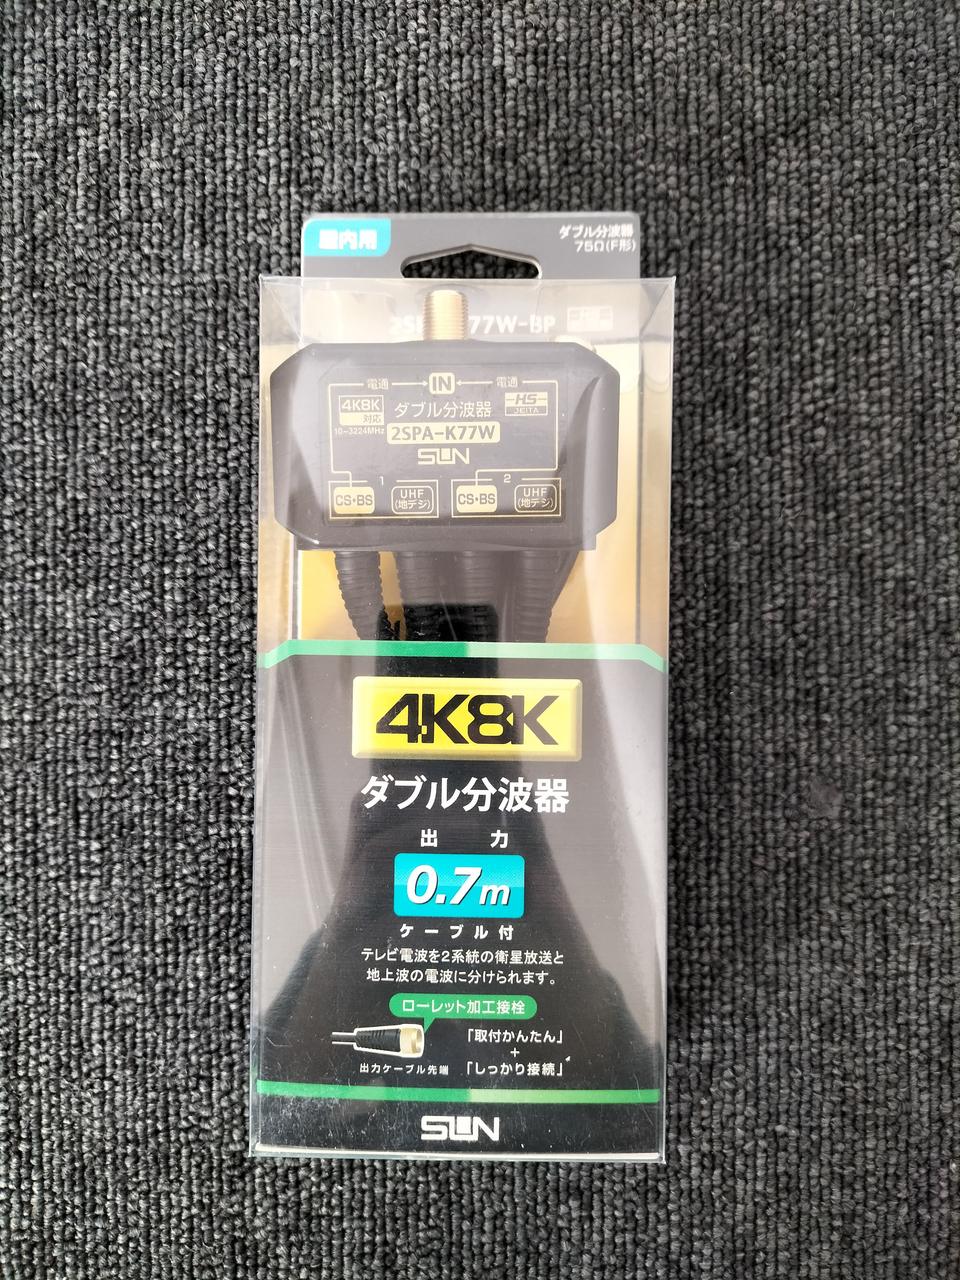 屋内用
ダブル分波器
75Ω(F形)
77W-BP
電通 IN 電通
4K8K
対応
10~3224MHz
ダブル分波器
HS
JEITA
2SPA-K77W
SUN
1 2
CS•BS
UHF
(地デジ)
CS•BS
UHF
(地デジ)
4K8K
ダブル分波器
出力
0.7m
ケーブル付
テレビ電波を2系統の衛星放送と
地上波の電波に分けられます。
ローレット加工接栓
「取付かんたん」
+
「しっかり接続」
出力ケーブル先端
SUN